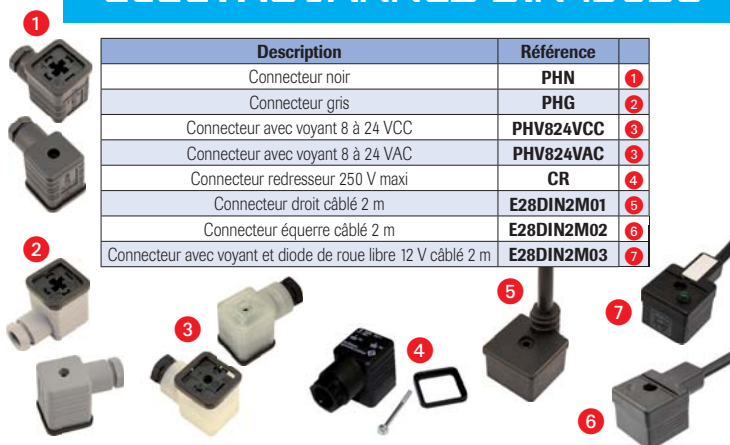 1
Description Référence
Connecteur noir PHN 1
Connecteur gris PHG 2
Connecteur avec voyant 8 à 24 VCC PHV824VCC 3
Connecteur avec voyant 8 à 24 VAC PHV824VAC 3
Connecteur redresseur 250 V maxi CR 4
Connecteur droit câblé 2 m E28DIN2M01 5
Connecteur équerre câblé 2 m E28DIN2M02 6
Connecteur avec voyant et diode de roue libre 12 V câblé 2 m E28DIN2M03 7
2
3
4
5
7
6